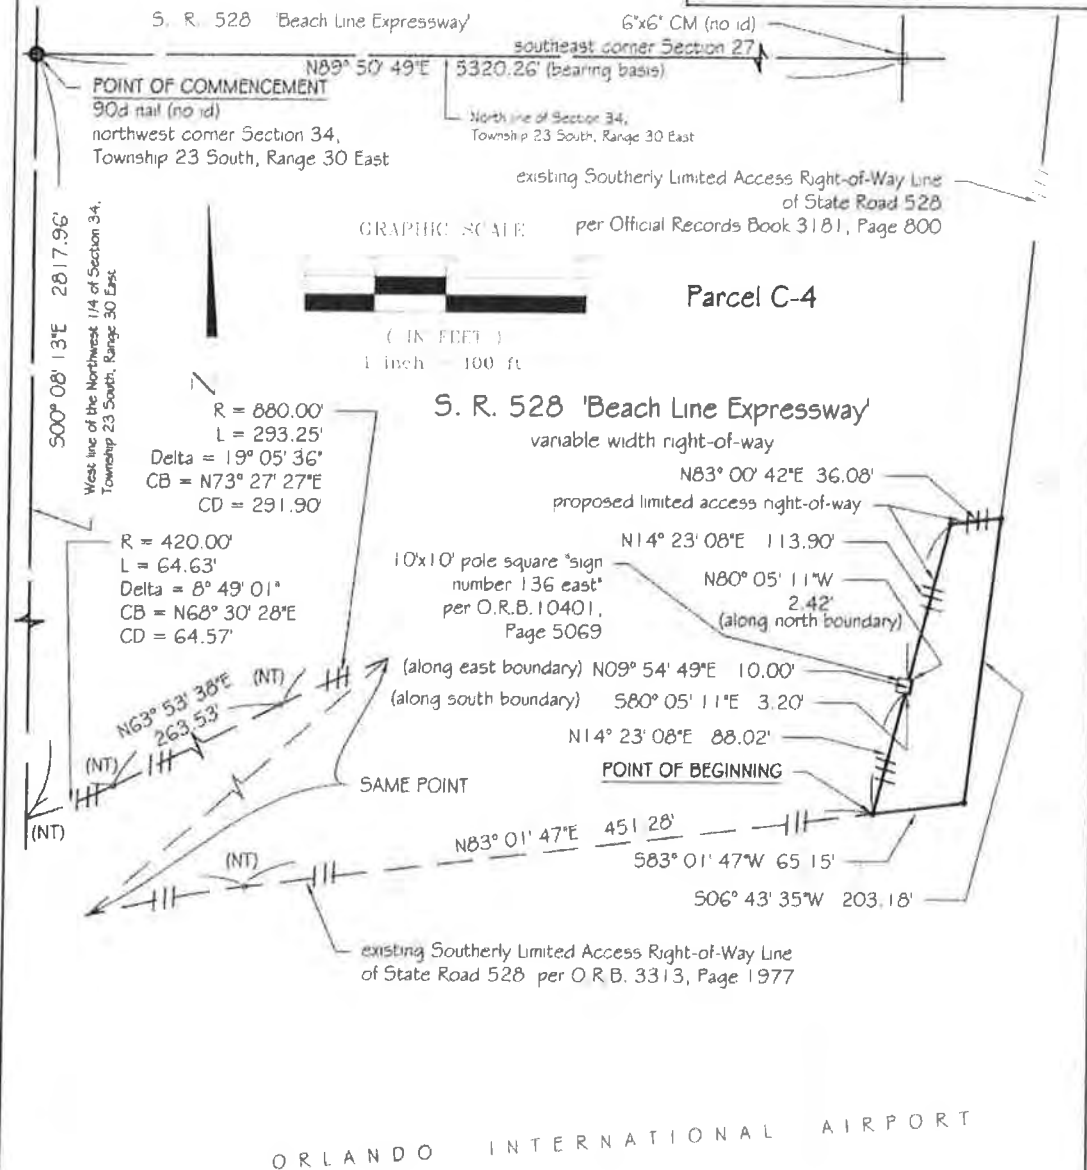 S. R. 528 'Beach Line Expressway'
6"x6" CM (no id)
southeast corner Section 27
N89° 50' 49"E 5320.26' (bearing basis)
POINT OF COMMENCEMENT
90d nail (no id)
northwest corner Section 34,
Township 23 South, Range 30 East
North line of Section 34,
Township 23 South, Range 30 East
existing Southerly Limited Access Right-of-Way Line
of State Road 528
per Official Records Book 3181, Page 800
S00° 08' 13"E 2817.96'
West line of the Northwest 1/4 of Section 34,
Township 23 South, Range 30 East
GRAPHIC SCALE
( IN FEET )
1 inch = 100 ft
Parcel C-4
N
R = 880.00'
L = 293.25'
Delta = 19° 05' 36"
CB = N73° 27' 27"E
CD = 291.90'
S. R. 528 'Beach Line Expressway'
variable width right-of-way
N83° 00' 42"E 36.08'
proposed limited access right-of-way
R = 420.00'
L = 64.63'
Delta = 8° 49' 01"
CB = N68° 30' 28"E
CD = 64.57'
10'x10' pole square "sign
number 136 east"
per O.R.B.10401,
Page 5069
N14° 23' 08"E 113.90'
N80° 05' 11"W
2.42'
(along north boundary)
(along east boundary) N09° 54' 49"E 10.00'
(along south boundary) S80° 05' 11"E 3.20'
N14° 23' 08"E 88.02'
POINT OF BEGINNING
N63° 53' 38"E
263.53'
(NT)
(NT)
(NT)
SAME POINT
(NT)
N83° 01' 47"E 451 28'
S83° 01' 47"W 65 15'
S06° 43' 35"W 203.18'
existing Southerly Limited Access Right-of-Way Line
of State Road 528 per O R B. 3313, Page 1977
ORLANDO INTERNATIONAL AIRPORT